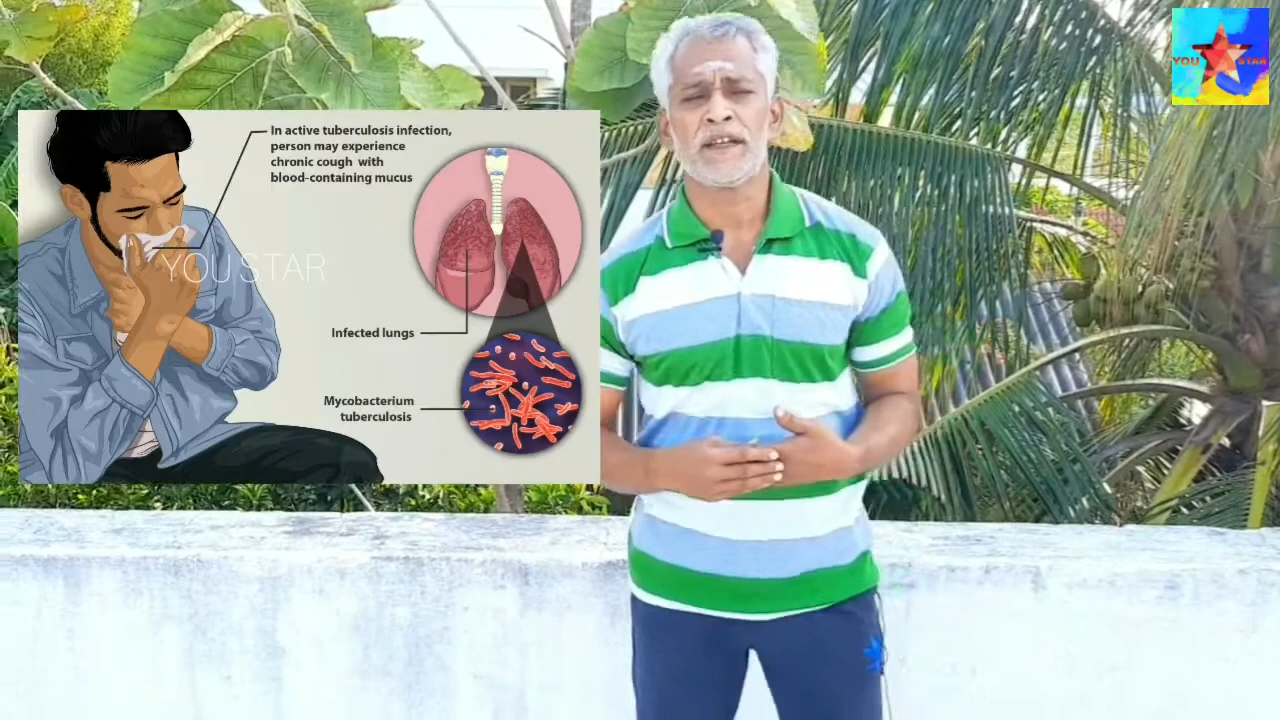 In active tuberculosis infection,
person may experience
chronic cough with
blood-containing mucus
YOU STAR
Infected lungs
Mycobacterium
tuberculosis
YOU STAR